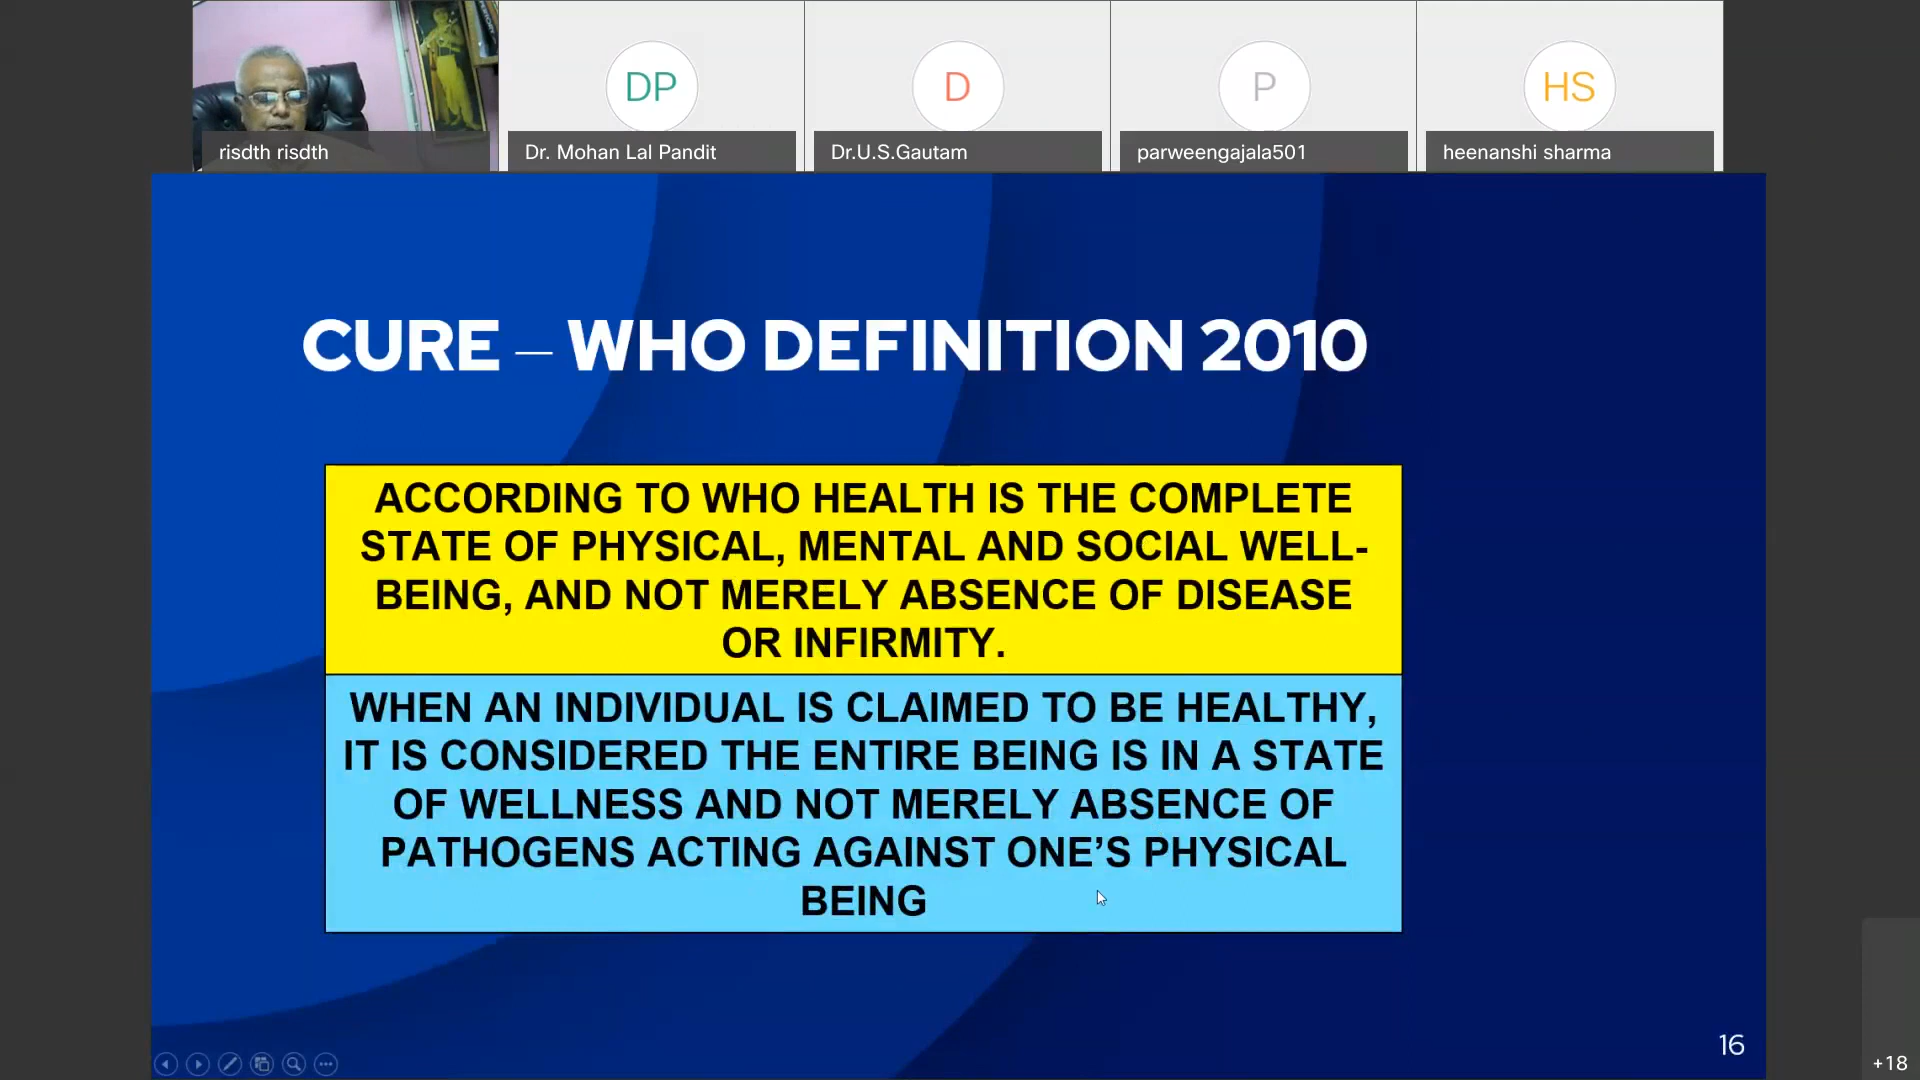 risdth risdth
DP
Dr. Mohan Lal Pandit
D
Dr.U.S.Gautam
P
parweengajala501
HS
heenanshi sharma
CURE – WHO DEFINITION 2010
ACCORDING TO WHO HEALTH IS THE COMPLETE
STATE OF PHYSICAL, MENTAL AND SOCIAL WELL-
BEING, AND NOT MERELY ABSENCE OF DISEASE
OR INFIRMITY.
WHEN AN INDIVIDUAL IS CLAIMED TO BE HEALTHY,
IT IS CONSIDERED THE ENTIRE BEING IS IN A STATE
OF WELLNESS AND NOT MERELY ABSENCE OF
PATHOGENS ACTING AGAINST ONE’S PHYSICAL
BEING
16
+18